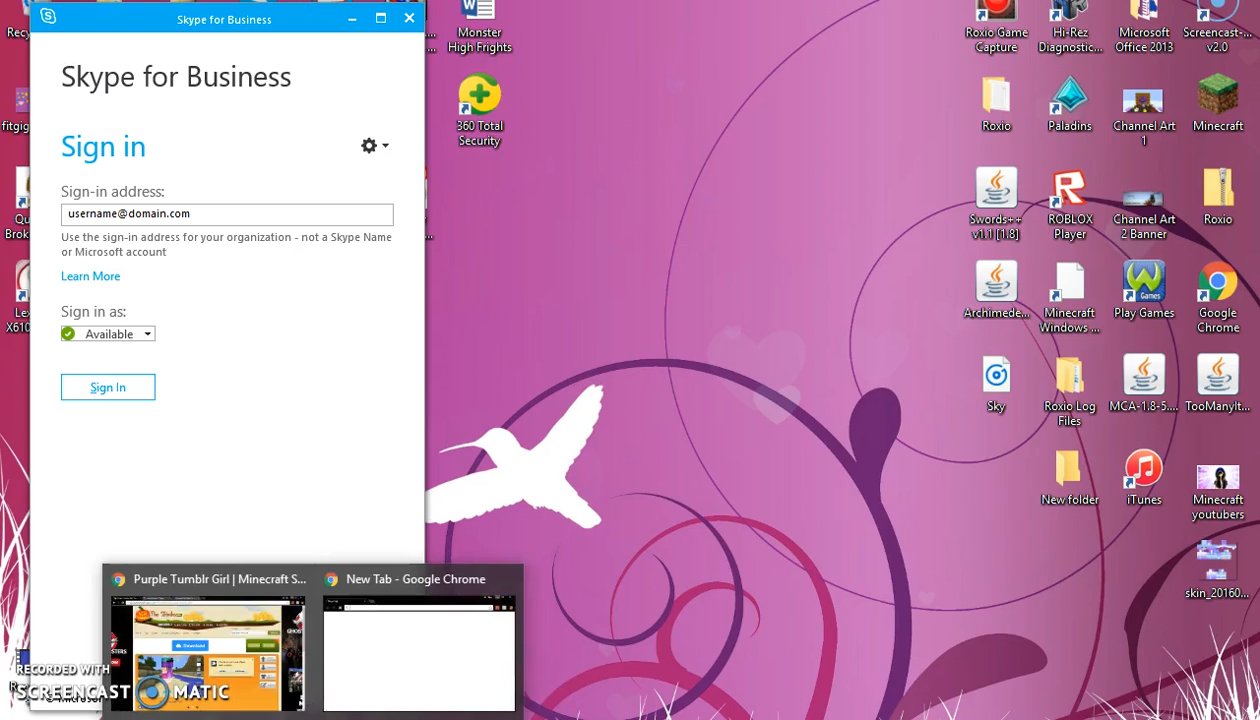 Skype for Business
Skype for Business
Sign in
Sign-in address:
username@domain.com
Use the sign-in address for your organization - not a Skype Name
or Microsoft account
Learn More
Sign in as:
Available
Sign In
Monster
High Frights
360 Total
Security
Roxio Game
Capture
Hi-Rez
Diagnostic...
Microsoft
Office 2013
Screencast-...
v2.0
Roxio
Paladins
Channel Art
1
Minecraft
Swords++
v1.1 [1.8]
ROBLOX
Player
Channel Art
2 Banner
Roxio
Archimede...
Minecraft
Windows ...
Games
Play Games
Google
Chrome
Sky
Roxio Log
Files
MCA-1.8-5...
TooManyIt...
New folder
iTunes
Minecraft
youtubers
skin_20160...
fitgig...
Purple Tumblr Girl | Minecraft S...
New Tab - Google Chrome
Download
RECORDED WITH
SCREENCAST MATIC